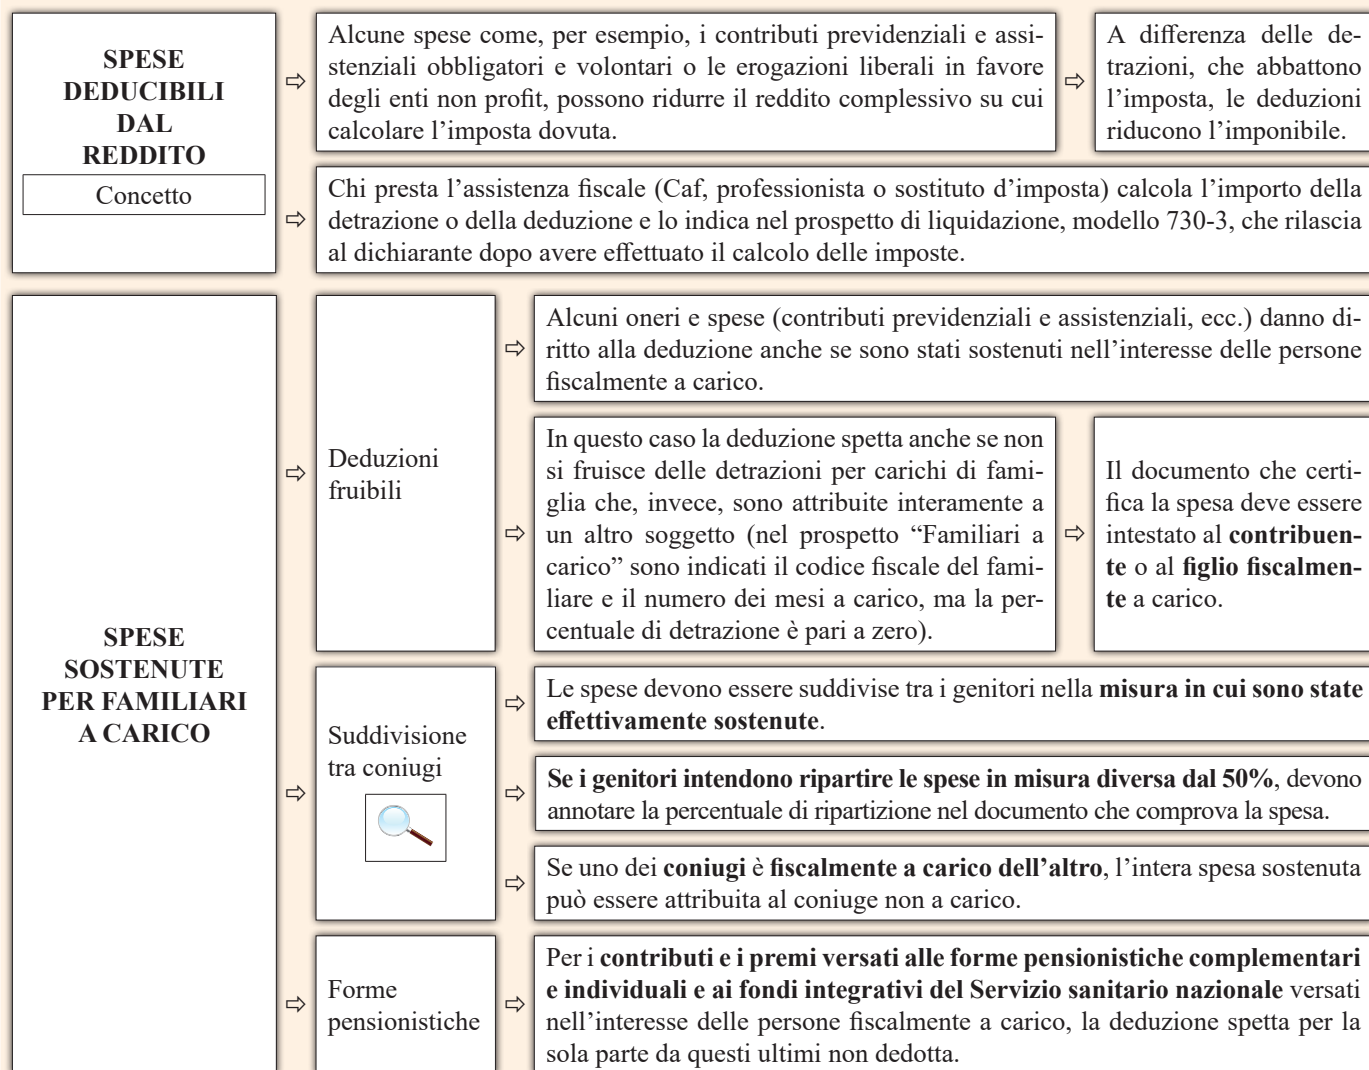 SPESE
DEDUCIBILI
DAL
REDDITO
Concetto
Alcune spese come, per esempio, i contributi previdenziali e assi-
stenziali obbligatori e volontari o le erogazioni liberali in favore
degli enti non profit, possono ridurre il reddito complessivo su cui
calcolare l’imposta dovuta.
A differenza delle de-
trazioni, che abbattono
l’imposta, le deduzioni
riducono l’imponibile.
Chi presta l’assistenza fiscale (Caf, professionista o sostituto d’imposta) calcola l’importo della
detrazione o della deduzione e lo indica nel prospetto di liquidazione, modello 730-3, che rilascia
al dichiarante dopo avere effettuato il calcolo delle imposte.
SPESE
SOSTENUTE
PER FAMILIARI
A CARICO
Deduzioni
fruibili
Alcuni oneri e spese (contributi previdenziali e assistenziali, ecc.) danno di-
ritto alla deduzione anche se sono stati sostenuti nell’interesse delle persone
fiscalmente a carico.
In questo caso la deduzione spetta anche se non
si fruisce delle detrazioni per carichi di fami-
glia che, invece, sono attribuite interamente a
un altro soggetto (nel prospetto “Familiari a
carico” sono indicati il codice fiscale del fami-
liare e il numero dei mesi a carico, ma la per-
centuale di detrazione è pari a zero).
Il documento che certi-
fica la spesa deve essere
intestato al contribuen-
te o al figlio fiscalmen-
te a carico.
Suddivisione
tra coniugi
Le spese devono essere suddivise tra i genitori nella misura in cui sono state
effettivamente sostenute.
Se i genitori intendono ripartire le spese in misura diversa dal 50%, devono
annotare la percentuale di ripartizione nel documento che comprova la spesa.
Se uno dei coniugi è fiscalmente a carico dell’altro, l’intera spesa sostenuta
può essere attribuita al coniuge non a carico.
Forme
pensionistiche
Per i contributi e i premi versati alle forme pensionistiche complementari
e individuali e ai fondi integrativi del Servizio sanitario nazionale versati
nell’interesse delle persone fiscalmente a carico, la deduzione spetta per la
sola parte da questi ultimi non dedotta.